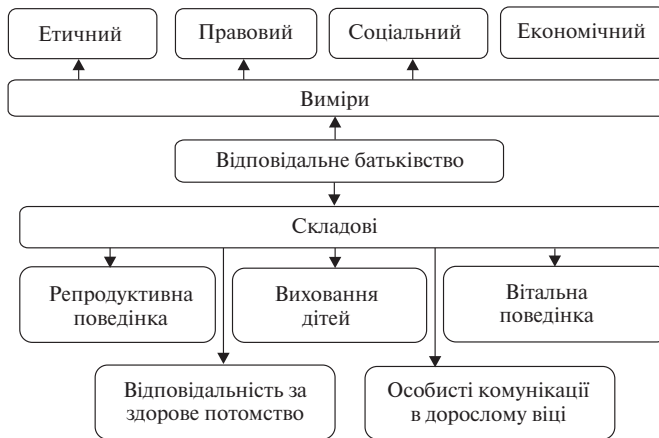 Етичний
Правовий
Соціальний
Економічний
Виміри
Відповідальне батьківство
Складові
Репродуктивна
поведінка
Виховання
дітей
Вітальна
поведінка
Відповідальність за
здорове потомство
Особисті комунікації
в дорослому віці